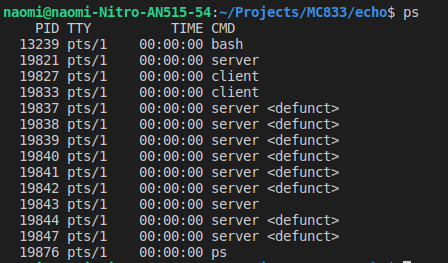 naomi@naomi-Nitro-AN515-54:~/Projects/MC833/echo$ ps
PID TTY TIME CMD
13239 pts/1 00:00:00 bash
19821 pts/1 00:00:00 server
19827 pts/1 00:00:00 client
19833 pts/1 00:00:00 client
19837 pts/1 00:00:00 server <defunct>
19838 pts/1 00:00:00 server <defunct>
19839 pts/1 00:00:00 server <defunct>
19840 pts/1 00:00:00 server <defunct>
19841 pts/1 00:00:00 server <defunct>
19842 pts/1 00:00:00 server <defunct>
19843 pts/1 00:00:00 server
19844 pts/1 00:00:00 server <defunct>
19847 pts/1 00:00:00 server <defunct>
19876 pts/1 00:00:00 ps